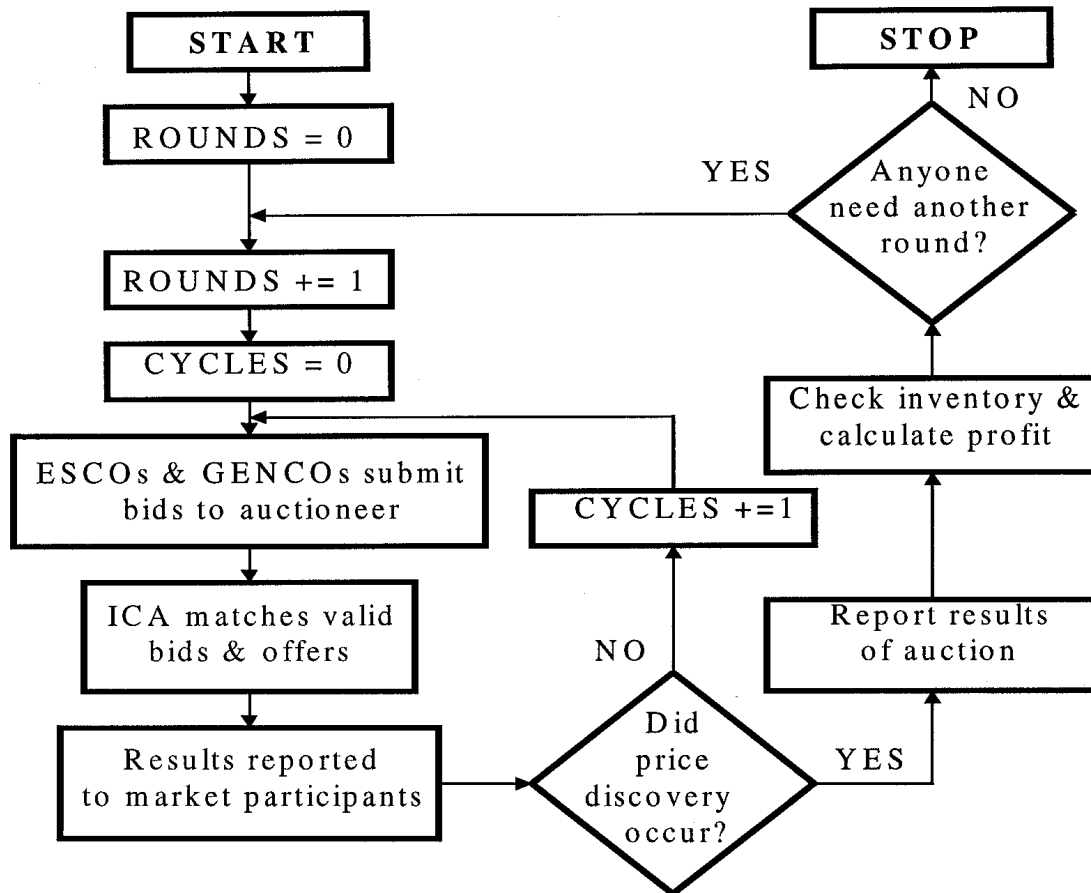 START
ROUNDS = 0
ROUNDS += 1
CYCLES = 0
ESCOs & GENCOs submit
bids to auctioneer
ICA matches valid
bids & offers
Results reported
to market participants
Did
price
discovery
occur?
NO
CYCLES +=1
YES
Report results
of auction
Check inventory &
calculate profit
Anyone
need another
round?
YES
NO
STOP